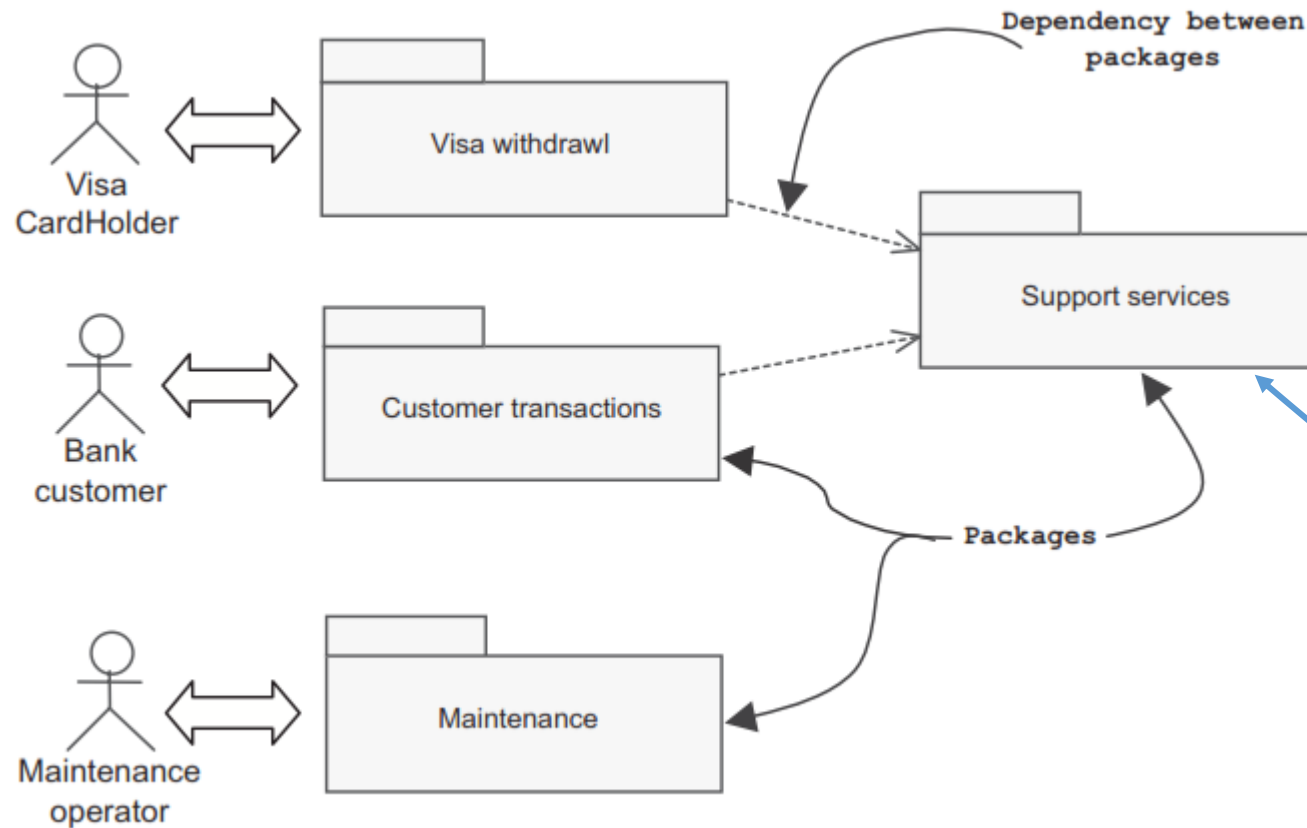 Dependency between
packages
Visa withdrawl
Visa
CardHolder
Support services
Customer transactions
Bank
customer
Packages
Maintenance
Maintenance
operator